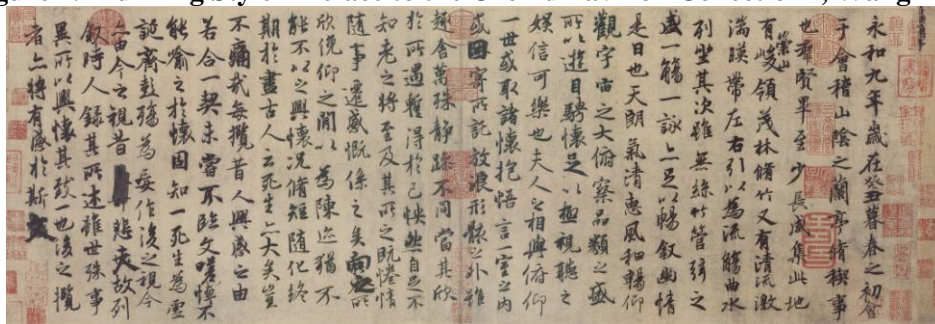 Running Style Preface to the Orchid Pavilion Collection, Wang
永和九年歲在癸丑暮春之初會
于會稽山陰之蘭亭脩稧事
也羣賢畢至少長咸集此地
有崇山峻領茂林脩竹又有清流激
湍暎帶左右引以為流觴曲水
列坐其次雖無絲竹管弦之
盛一觴一詠亦足以暢敘幽情
是日也天朗氣清惠風和暢仰
觀宇宙之大俯察品類之盛
所以遊目騁懷足以極視聽之
娛信可樂也夫人之相與俯仰
一世或取諸懷抱悟言一室之內
或因寄所託放浪形骸之外雖
趣舍萬殊靜躁不同當其欣
於所遇蹔得於己怏然自足不
知老之將至及其所之既惓情
隨事遷感慨係之矣向之所
欣俛仰之閒以為陳迹猶不
能不以之興懷況脩短隨化終
期於盡古人云死生亦大矣豈
不痛哉每攬昔人興感之由
若合一契未嘗不臨文嗟悼不
能喻之於懷固知一死生為虛
誕齊彭殤為妄作後之視今
亦由今之視昔悲夫故列
敘時人錄其所述雖世殊事
異所以興懷其致一也後之攬
者亦將有感於斯文